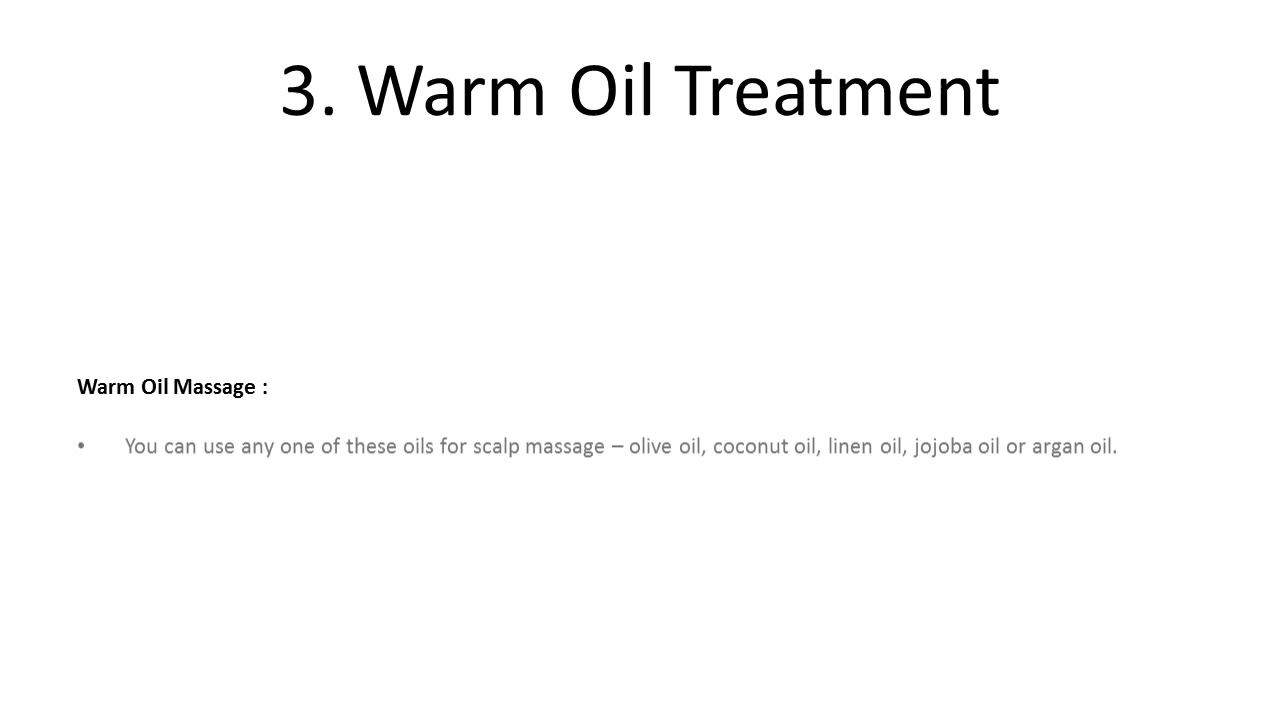 3. Warm Oil Treatment
Warm Oil Massage :
• You can use any one of these oils for scalp massage – olive oil, coconut oil, linen oil, jojoba oil or argan oil.